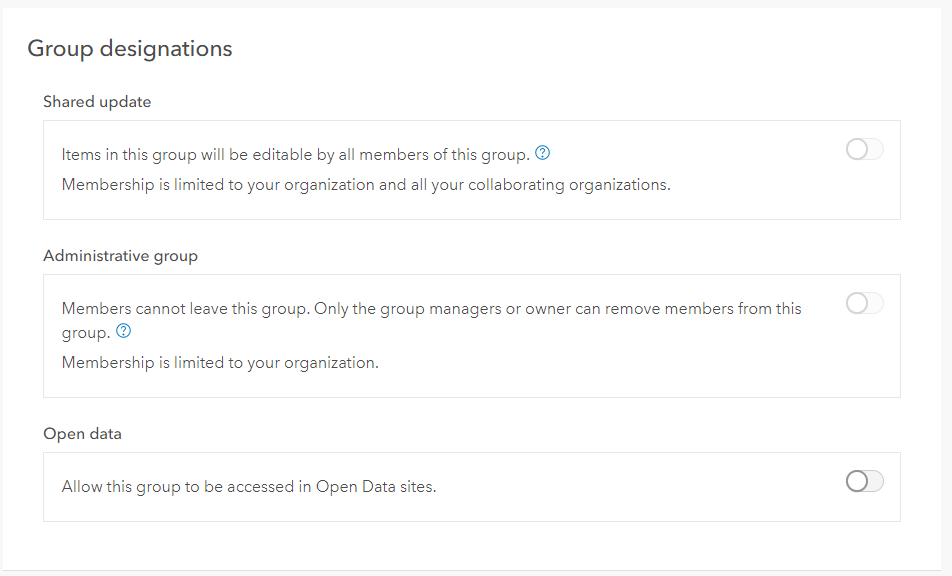 Group designations
Shared update
Items in this group will be editable by all members of this group.
Membership is limited to your organization and all your collaborating organizations.
Administrative group
Members cannot leave this group. Only the group managers or owner can remove members from this
group.
Membership is limited to your organization.
Open data
Allow this group to be accessed in Open Data sites.